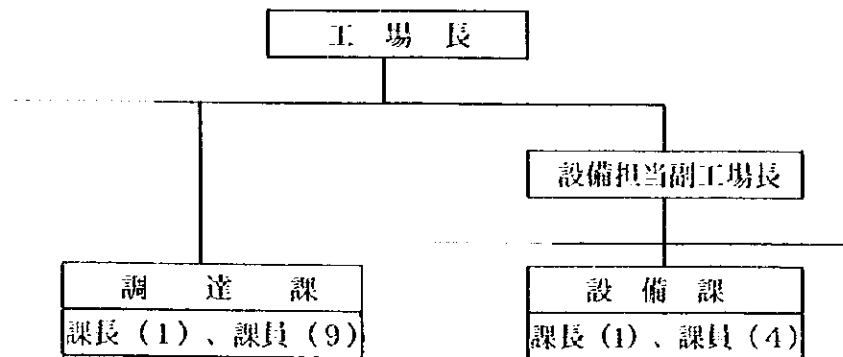 工場長
設備担当副工場長
調達課
課長(1)、課員(9)
設備課
課長(1)、課員(4)